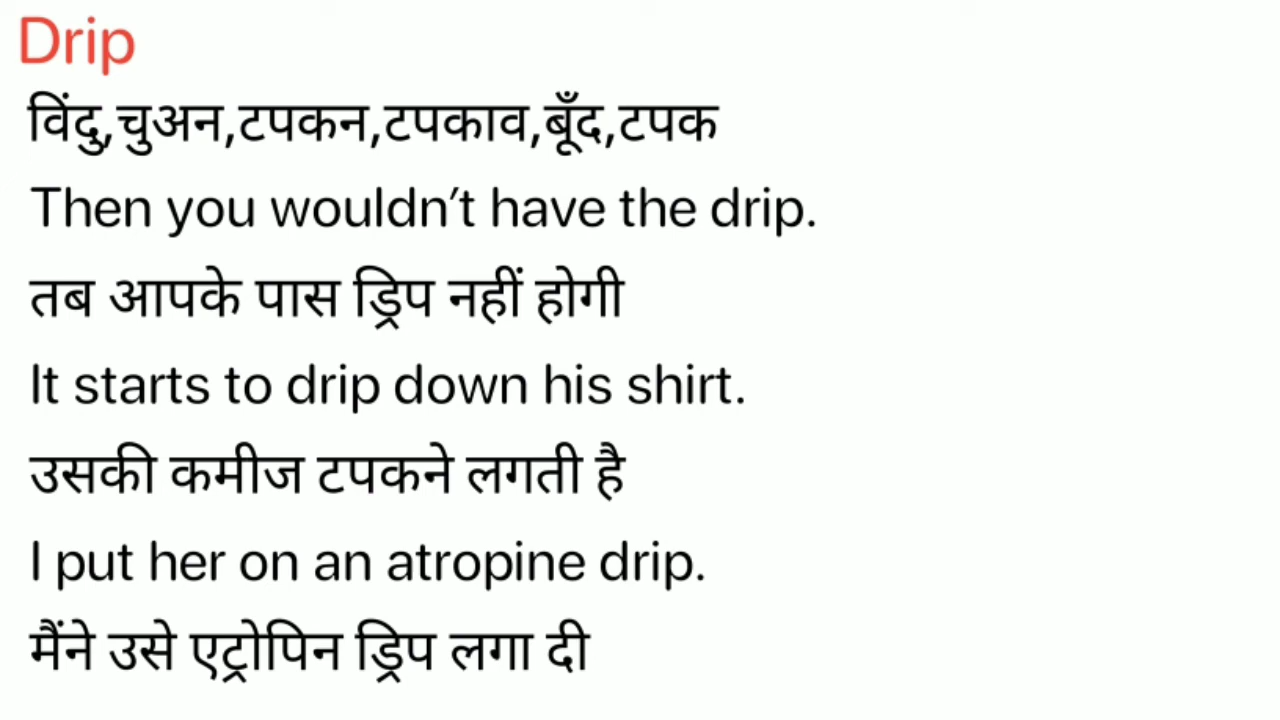 Drip
विंदु,चुअन,टपकन,टपकाव,बूँद,टपक
Then you wouldn′t have the drip.
तब आपके पास ड्रिप नहीं होगी
It starts to drip down his shirt.
उसकी कमीज टपकने लगती है
I put her on an atropine drip.
मैंने उसे एट्रोपिन ड्रिप लगा दी